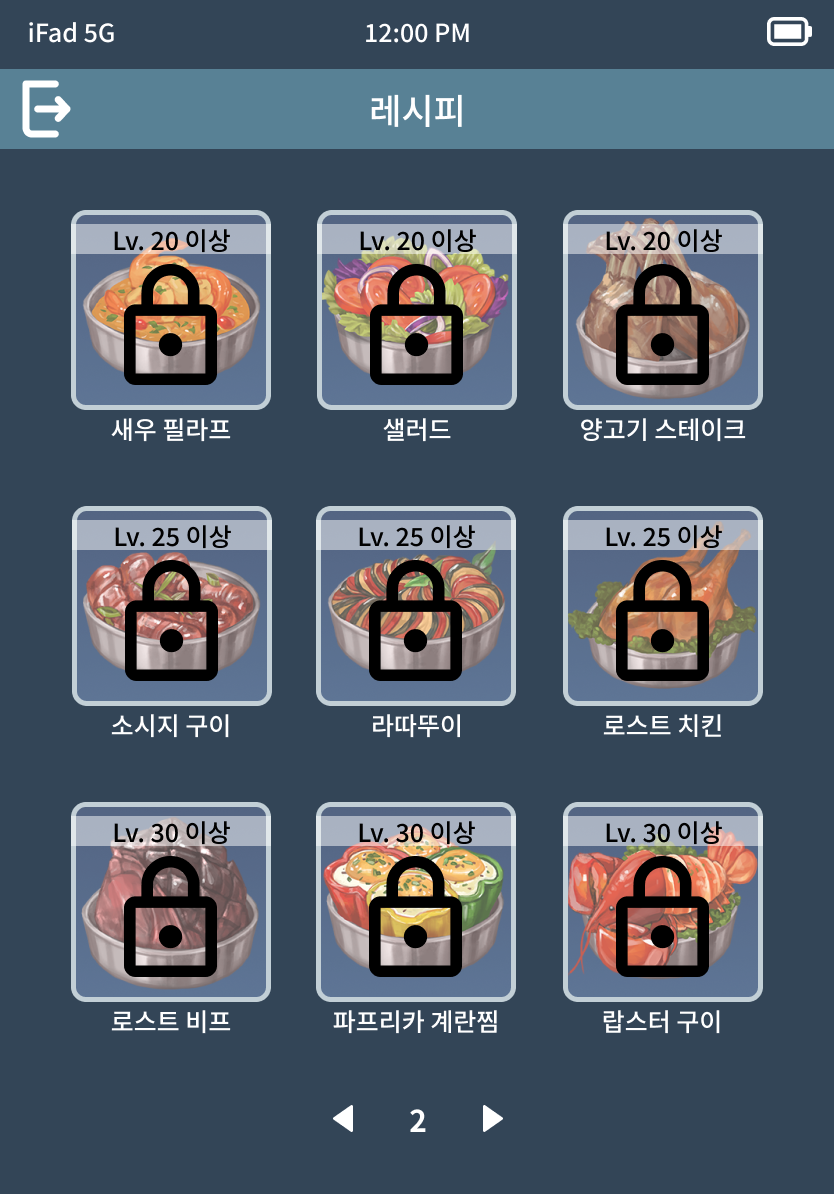 iFad 5G 12:00 PM
레시피
Lv. 20 이상 Lv. 20 이상 Lv. 20 이상
새우 필라프 샐러드 양고기 스테이크
Lv. 25 이상 Lv. 25 이상 Lv. 25 이상
소시지 구이 라따뚜이 로스트 치킨
Lv. 30 이상 Lv. 30 이상 Lv. 30 이상
로스트 비프 파프리카 계란찜 랍스터 구이
2